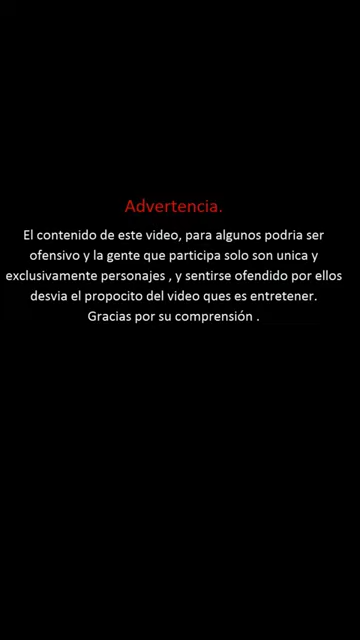 Advertencia.
El contenido de este video, para algunos podria ser
ofensivo y la gente que participa solo son unica y
exclusivamente personajes , y sentirse ofendido por ellos
desvia el propocito del video ques es entretener.
Gracias por su comprensión .